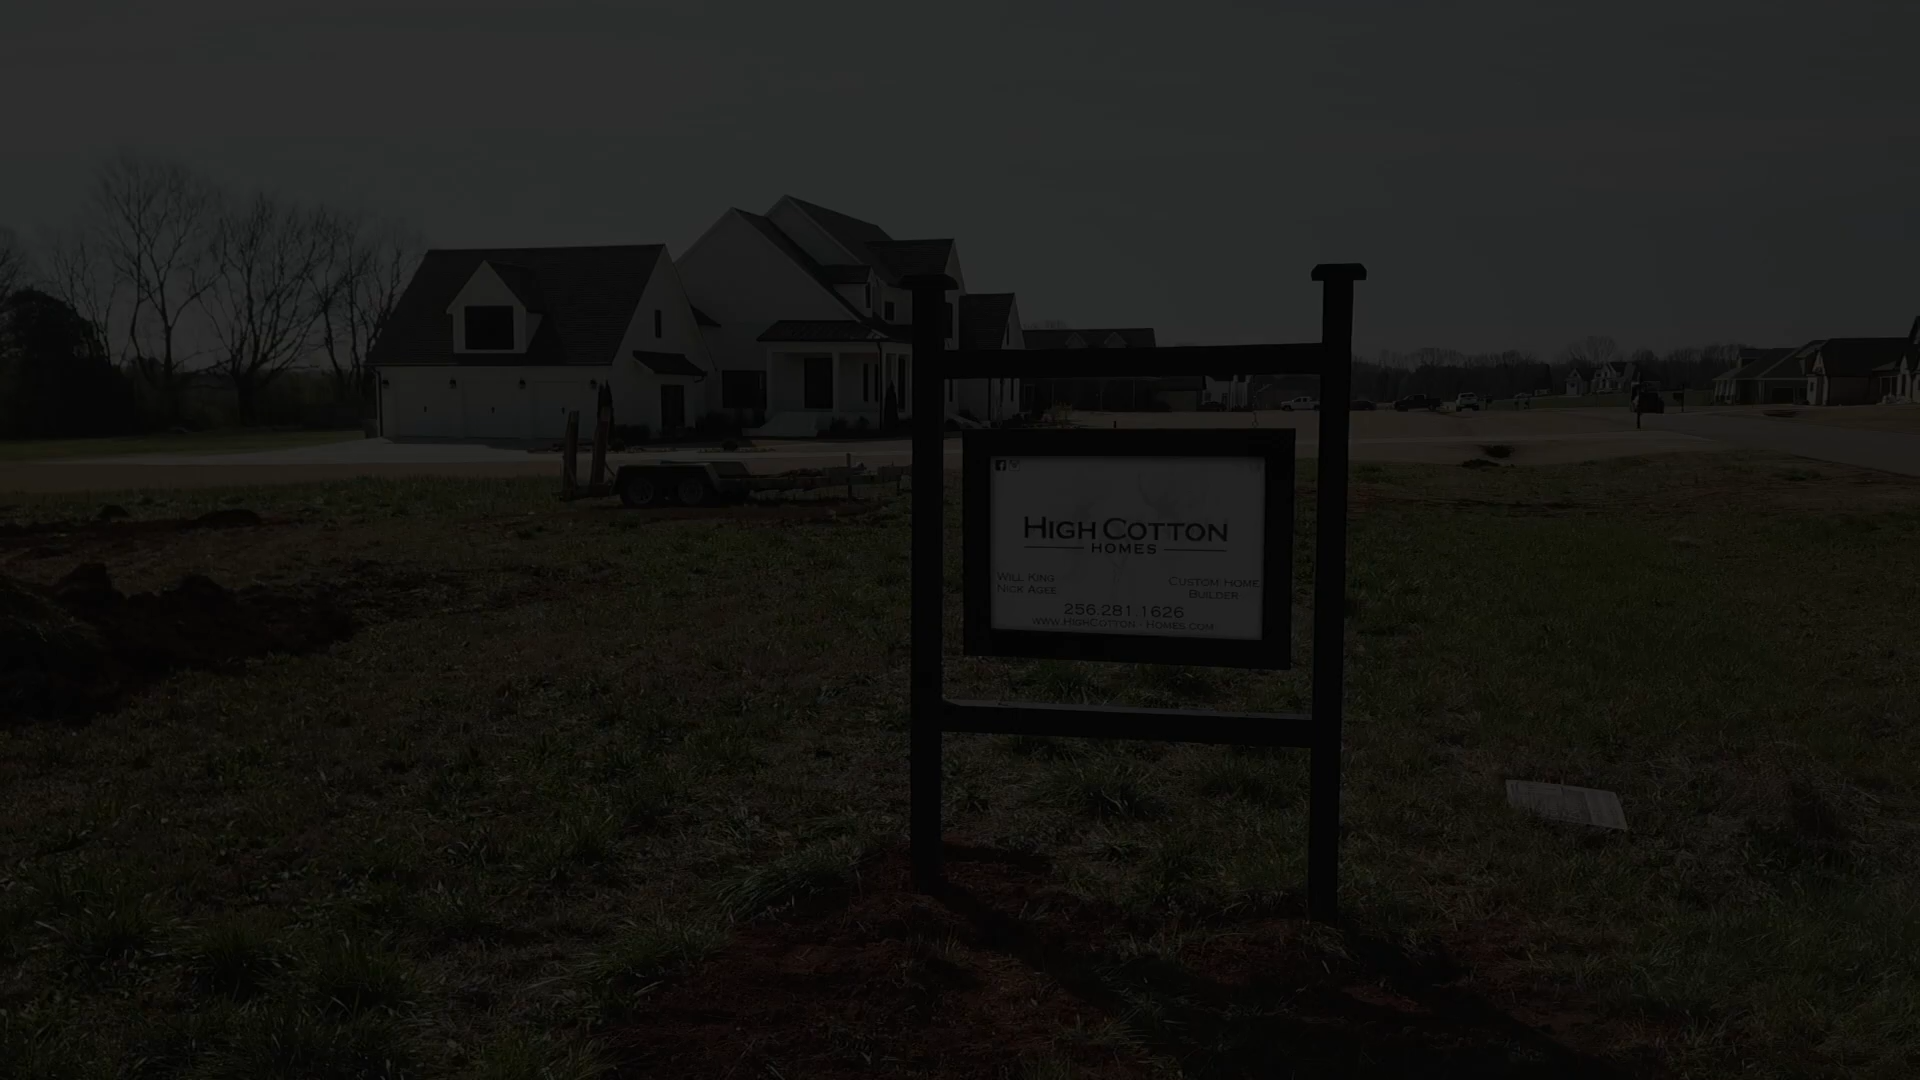 High Cotton
Homes
Will King
Nick Agee
Custom Home
Builder
256.281.1626
www.HighCotton-Homes.com